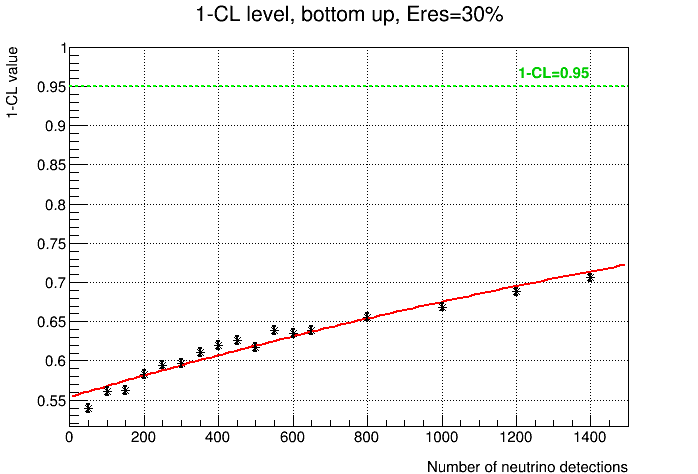 1-CL level, bottom up, Eres=30%
1-CL value
1
0.95
0.9
0.85
0.8
0.75
0.7
0.65
0.6
0.55
1-CL=0.95
0 200 400 600 800 1000 1200 1400
Number of neutrino detections